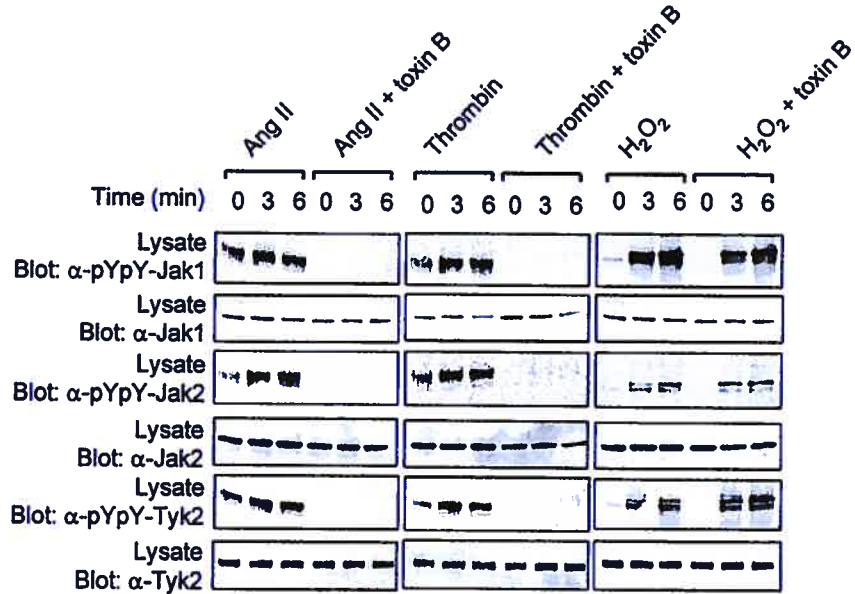 Ang II
Ang II + toxin B
Thrombin
Thrombin + toxin B
H₂O₂
H₂O₂ + toxin B
Time (min) 0 3 6 0 3 6 0 3 6 0 3 6 0 3 6 0 3 6
Lysate
Blot: α-pYpY-Jak1
Lysate
Blot: α-Jak1
Lysate
Blot: α-pYpY-Jak2
Lysate
Blot: α-Jak2
Lysate
Blot: α-pYpY-Tyk2
Lysate
Blot: α-Tyk2